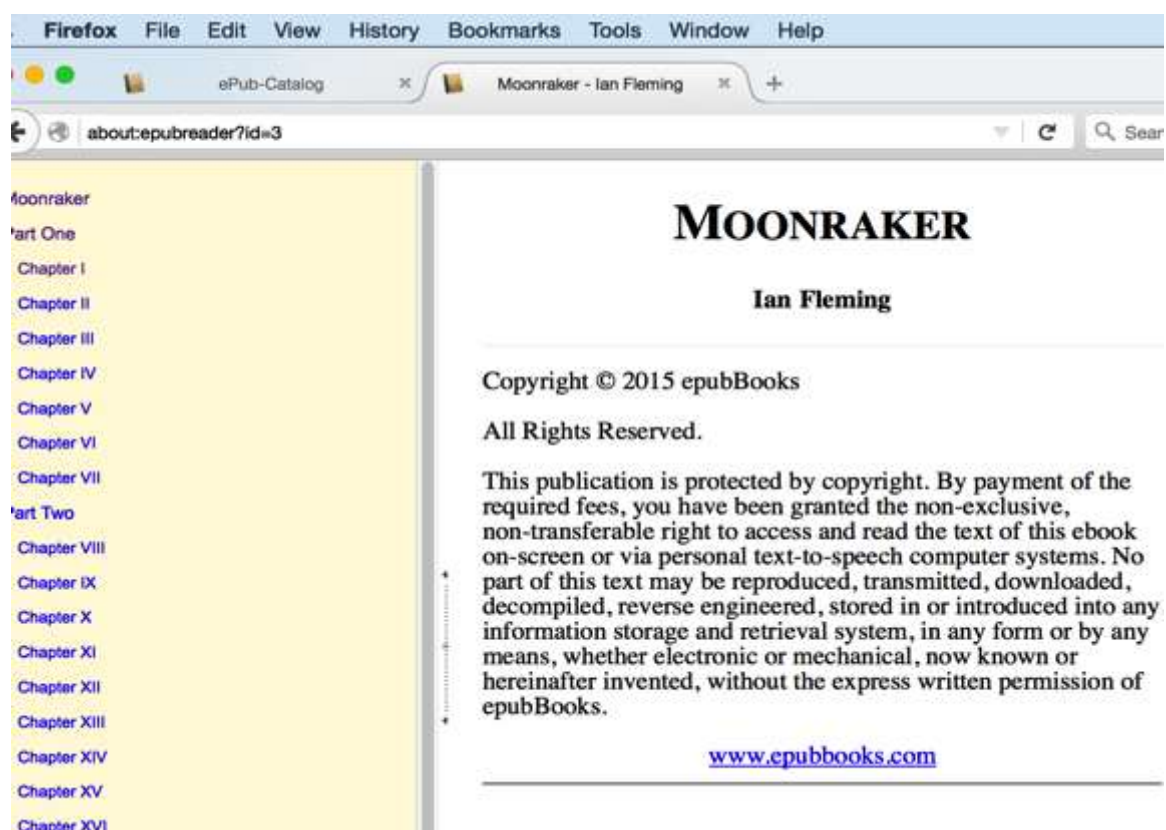 Firefox File Edit View History Bookmarks Tools Window Help
ePub-Catalog × Moonraker - Ian Fleming × +
about:epubreader?id=3 Sear
Moonraker
Part One
Chapter I
Chapter II
Chapter III
Chapter IV
Chapter V
Chapter VI
Chapter VII
Part Two
Chapter VIII
Chapter IX
Chapter X
Chapter XI
Chapter XII
Chapter XIII
Chapter XIV
Chapter XV
Chapter XVI
MOONRAKER
Ian Fleming
Copyright © 2015 epubBooks
All Rights Reserved.
This publication is protected by copyright. By payment of the
required fees, you have been granted the non-exclusive,
non-transferable right to access and read the text of this ebook
on-screen or via personal text-to-speech computer systems. No
part of this text may be reproduced, transmitted, downloaded,
decompiled, reverse engineered, stored in or introduced into any
information storage and retrieval system, in any form or by any
means, whether electronic or mechanical, now known or
hereinafter invented, without the express written permission of
epubBooks.
www.epubbooks.com